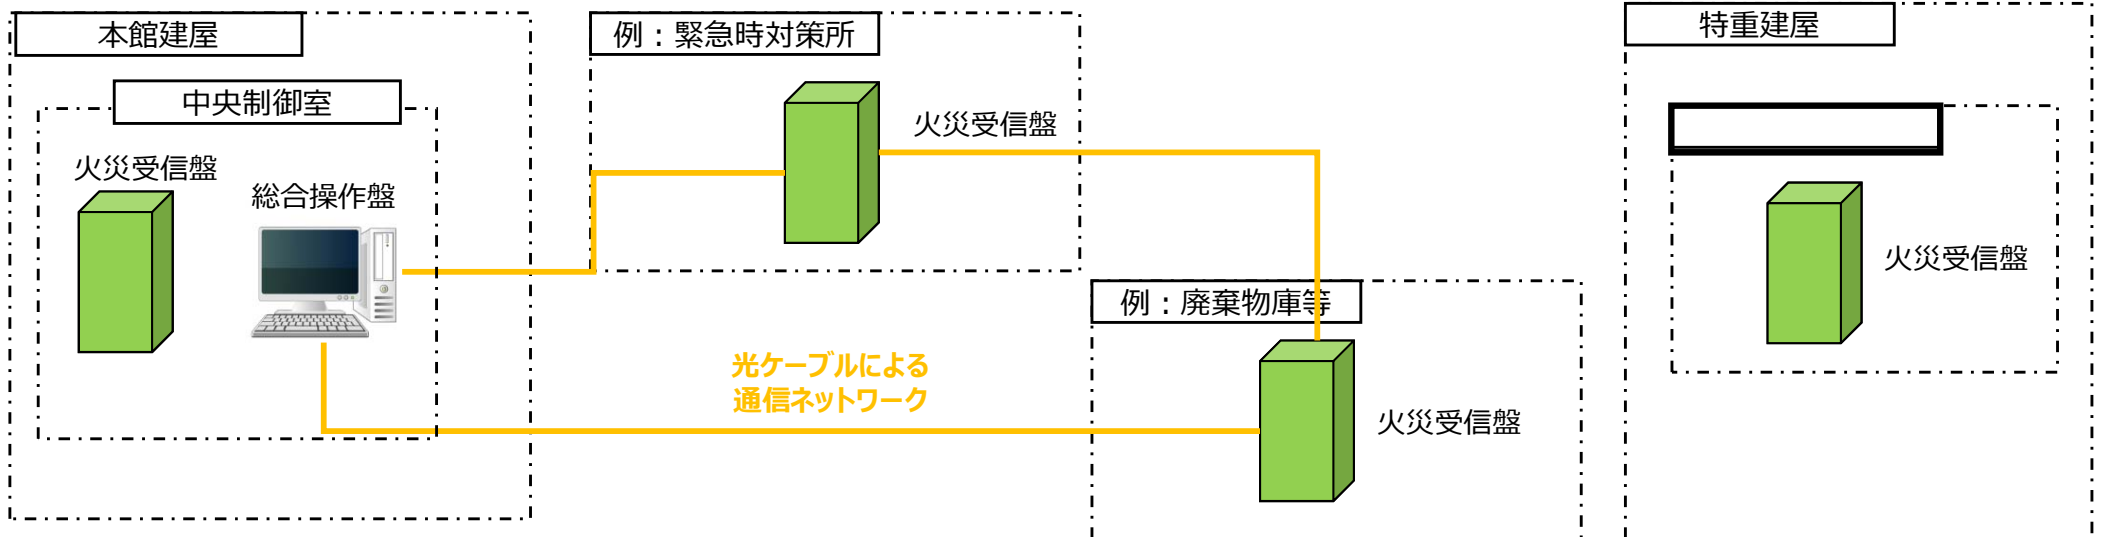 本館建屋
中央制御室
火災受信盤
総合操作盤
例：緊急時対策所
火災受信盤
光ケーブルによる
通信ネットワーク
例：廃棄物庫等
火災受信盤
特重建屋
火災受信盤